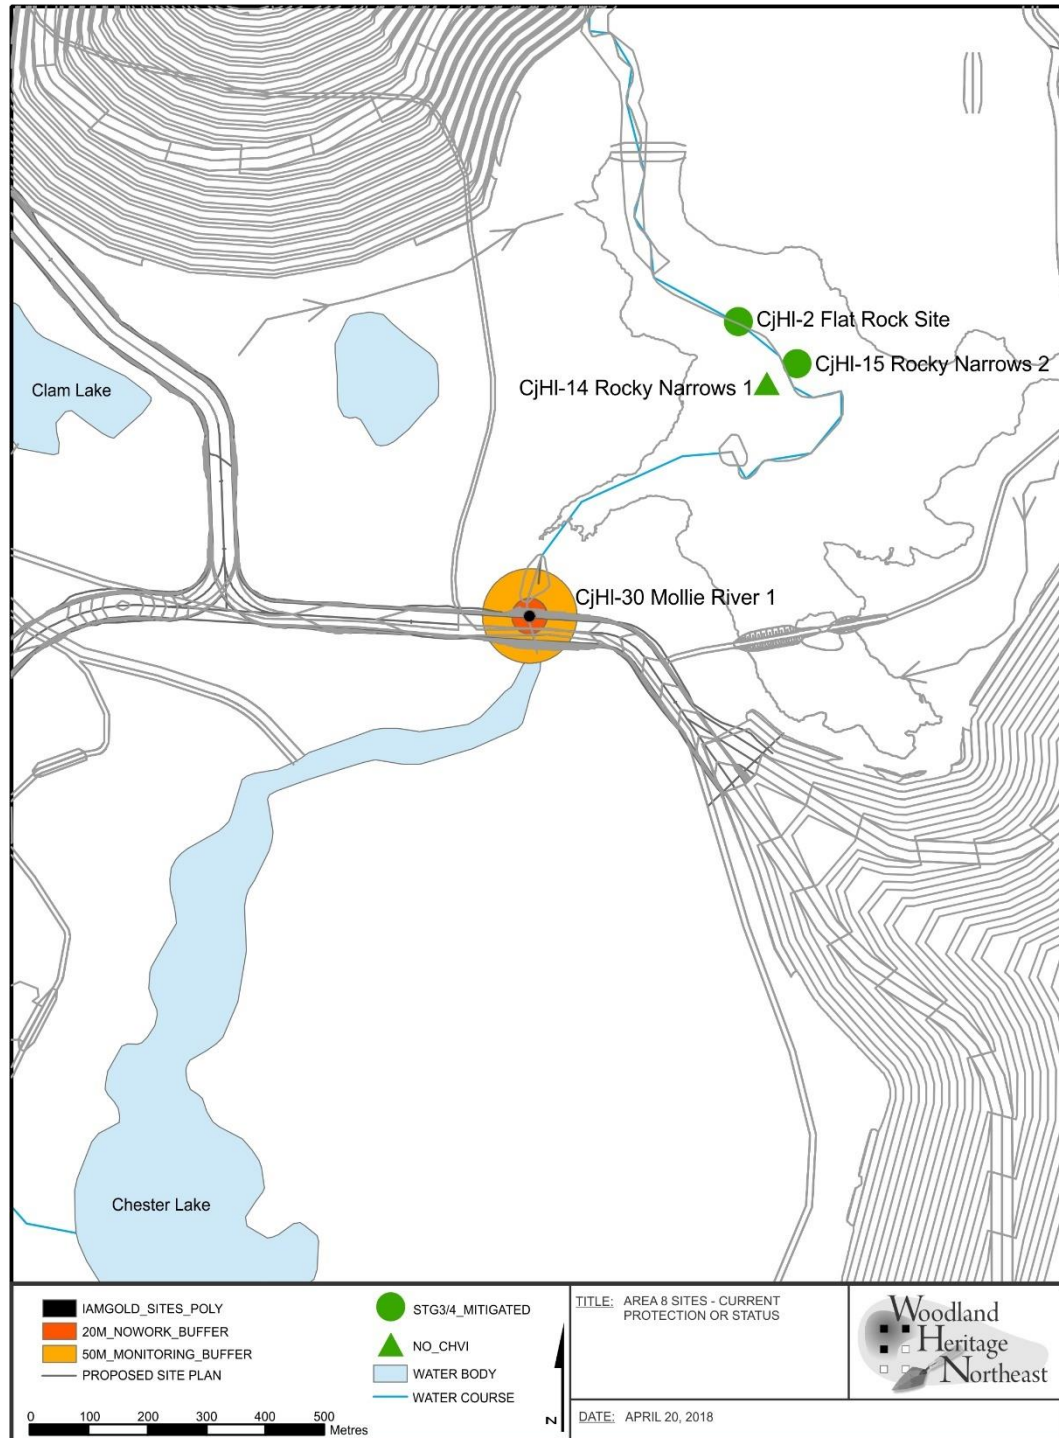 CjHl-2 Flat Rock Site
CjHl-15 Rocky Narrows 2
CjHl-14 Rocky Narrows 1
Clam Lake
CjHl-30 Mollie River 1
Chester Lake
IAMGOLD_SITES_POLY
20M_NOWORK_BUFFER
50M_MONITORING_BUFFER
PROPOSED SITE PLAN
0 100 200 300 400 500
Metres
STG3/4_MITIGATED
NO_CHVI
WATER BODY
WATER COURSE
N
TITLE: AREA 8 SITES - CURRENT
PROTECTION OR STATUS
DATE: APRIL 20, 2018
Woodland
Heritage
Northeast